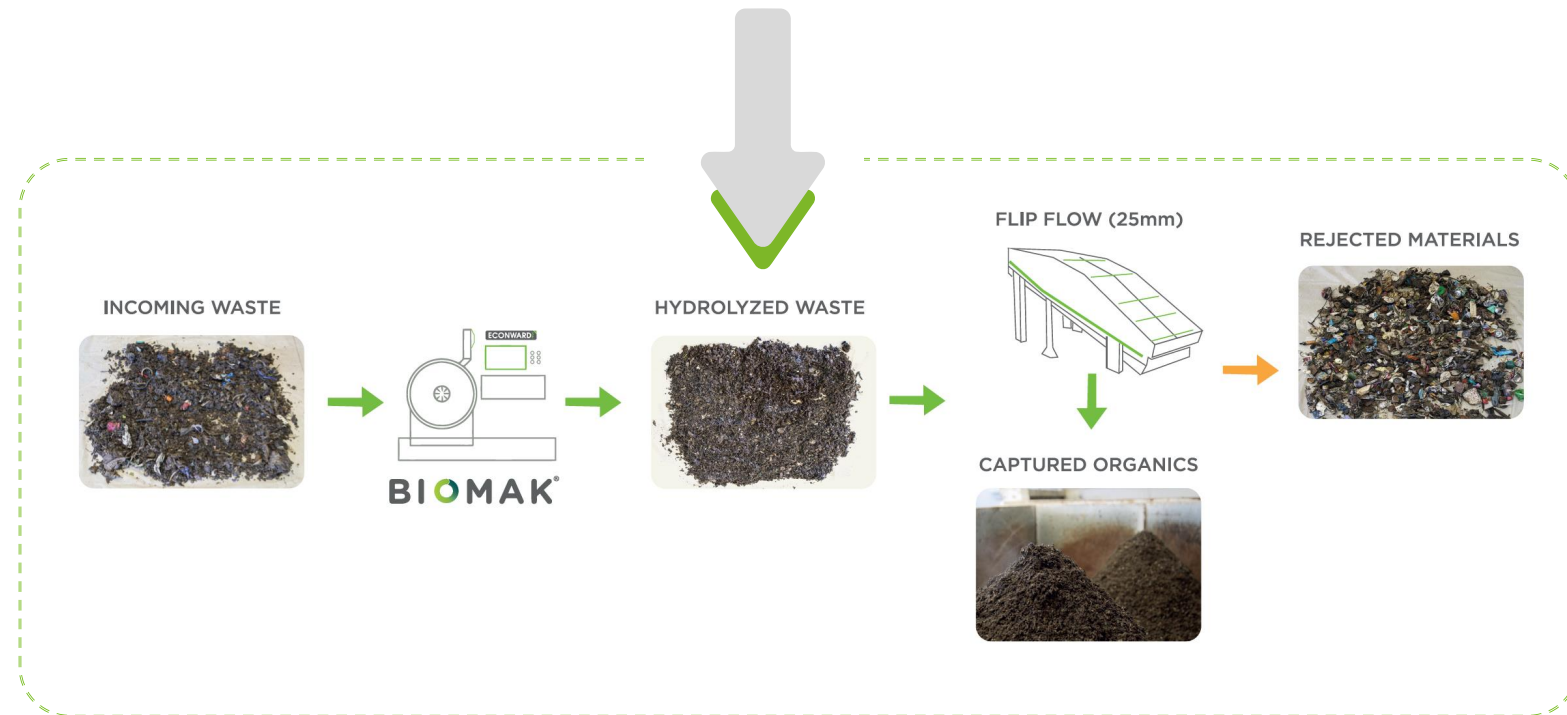 INCOMING WASTE
ECONWARD
BIOMAK®
HYDROLYZED WASTE
FLIP FLOW (25mm)
CAPTURED ORGANICS
REJECTED MATERIALS